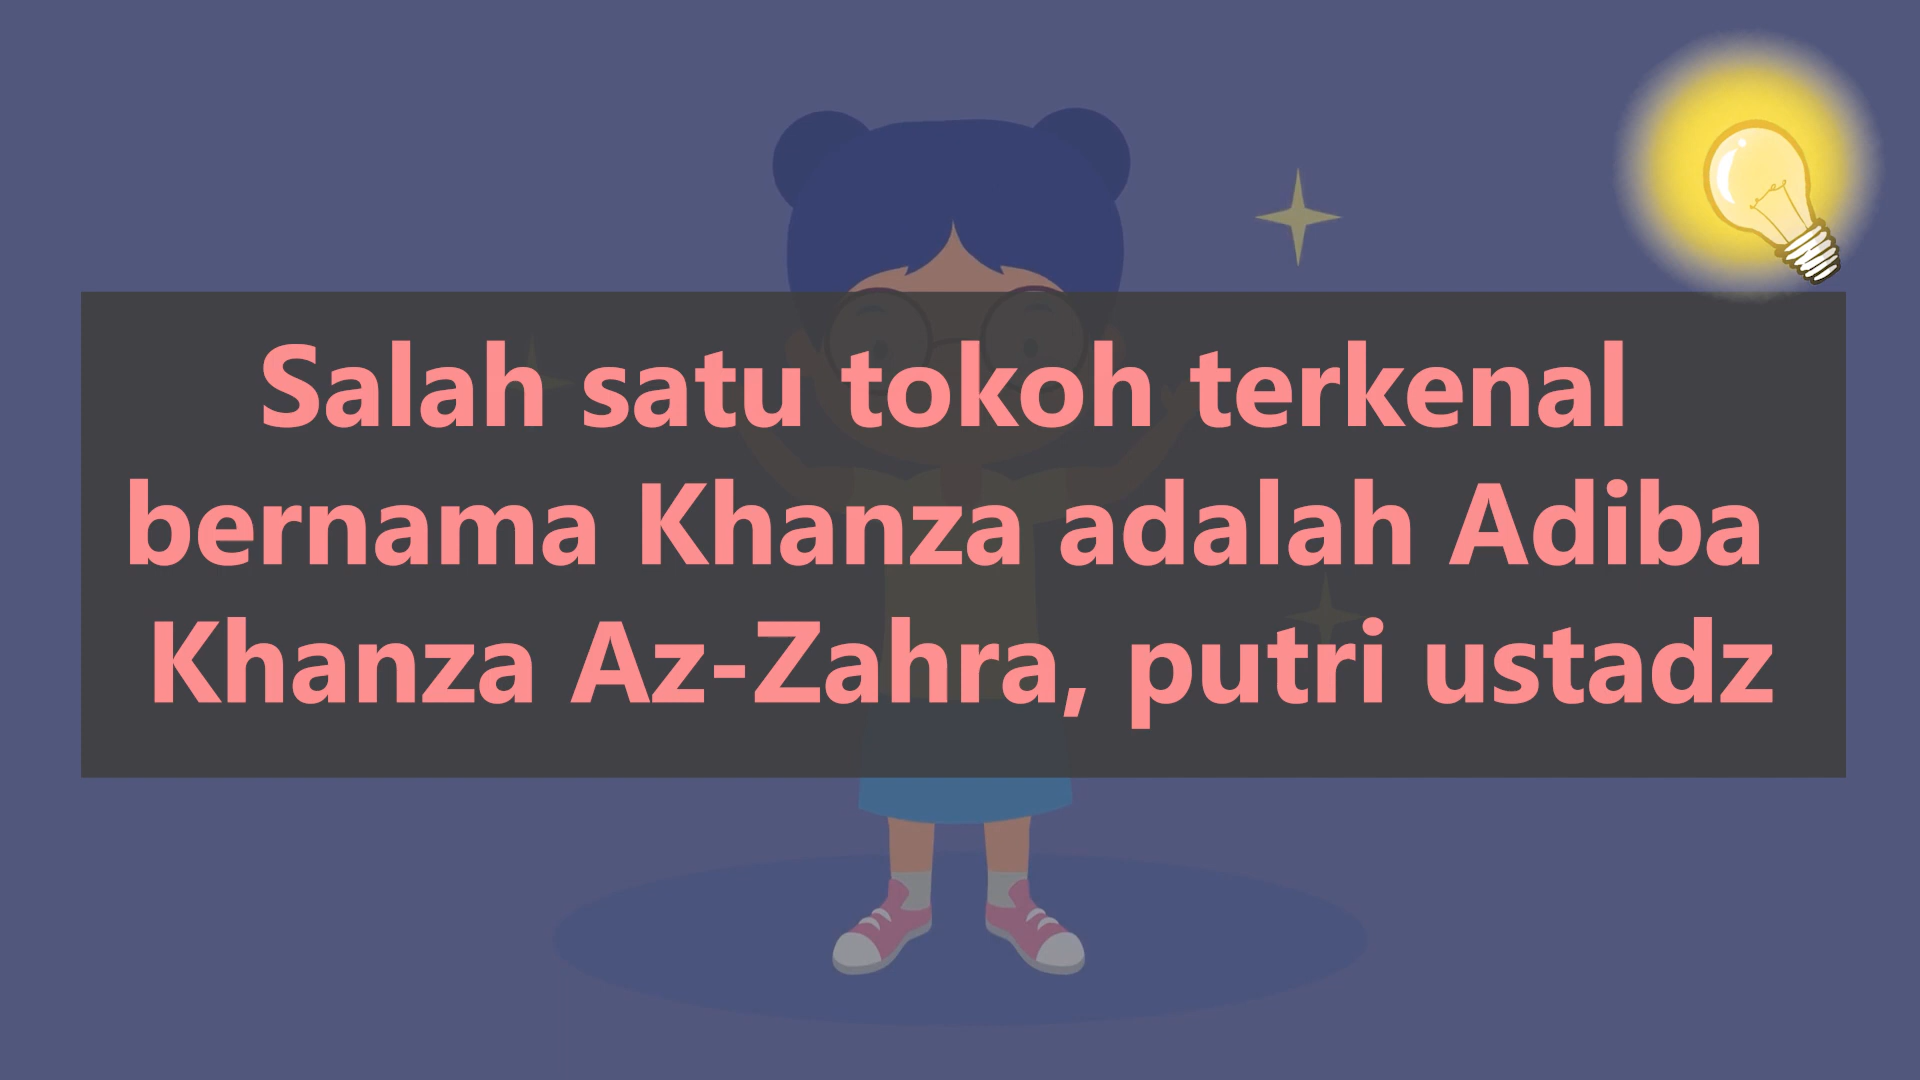 Salah satu tokoh terkenal
bernama Khanza adalah Adiba
Khanza Az-Zahra, putri ustadz